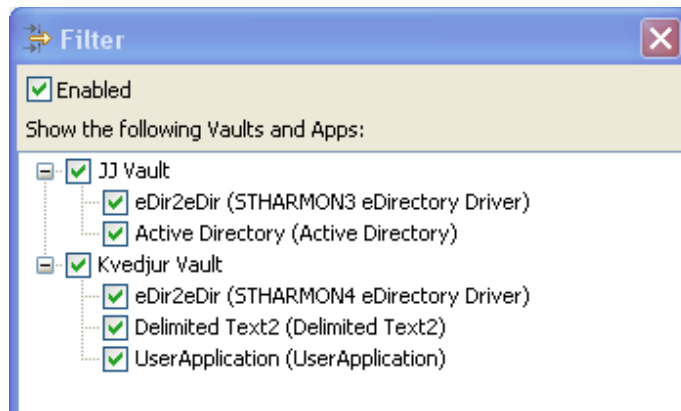 Filter
Enabled
Show the following Vaults and Apps:
JJ Vault
eDir2eDir (STHARMON3 eDirectory Driver)
Active Directory (Active Directory)
Kvedjur Vault
eDir2eDir (STHARMON4 eDirectory Driver)
Delimited Text2 (Delimited Text2)
UserApplication (UserApplication)